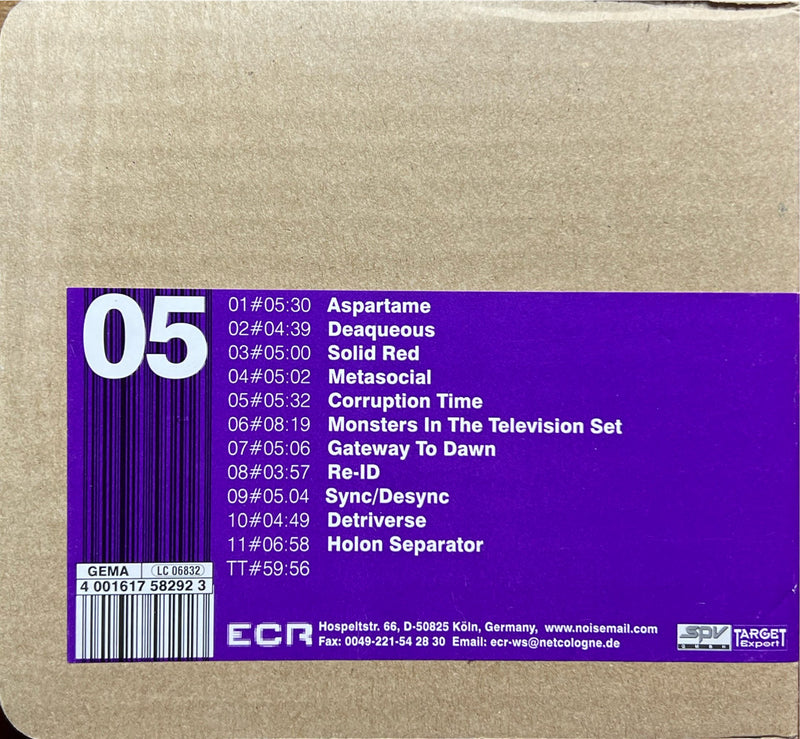 05
01#05:30 Aspartame
02#04:39 Deaqueous
03#05:00 Solid Red
04#05:02 Metasocial
05#05:32 Corruption Time
06#08:19 Monsters In The Television Set
07#05:06 Gateway To Dawn
08#03:57 Re-ID
09#05.04 Sync/Desync
10#04:49 Detriverse
11#06:58 Holon Separator
TT#59:56
GEMA LC 06832
4 001617 58292 3
ECR
Hospeltstr. 66, D-50825 Köln, Germany, www.noisemail.com
Fax: 0049-221-54 28 30 Email: ecr-ws@netcologne.de
SPV
GMBH
TARGET
Export